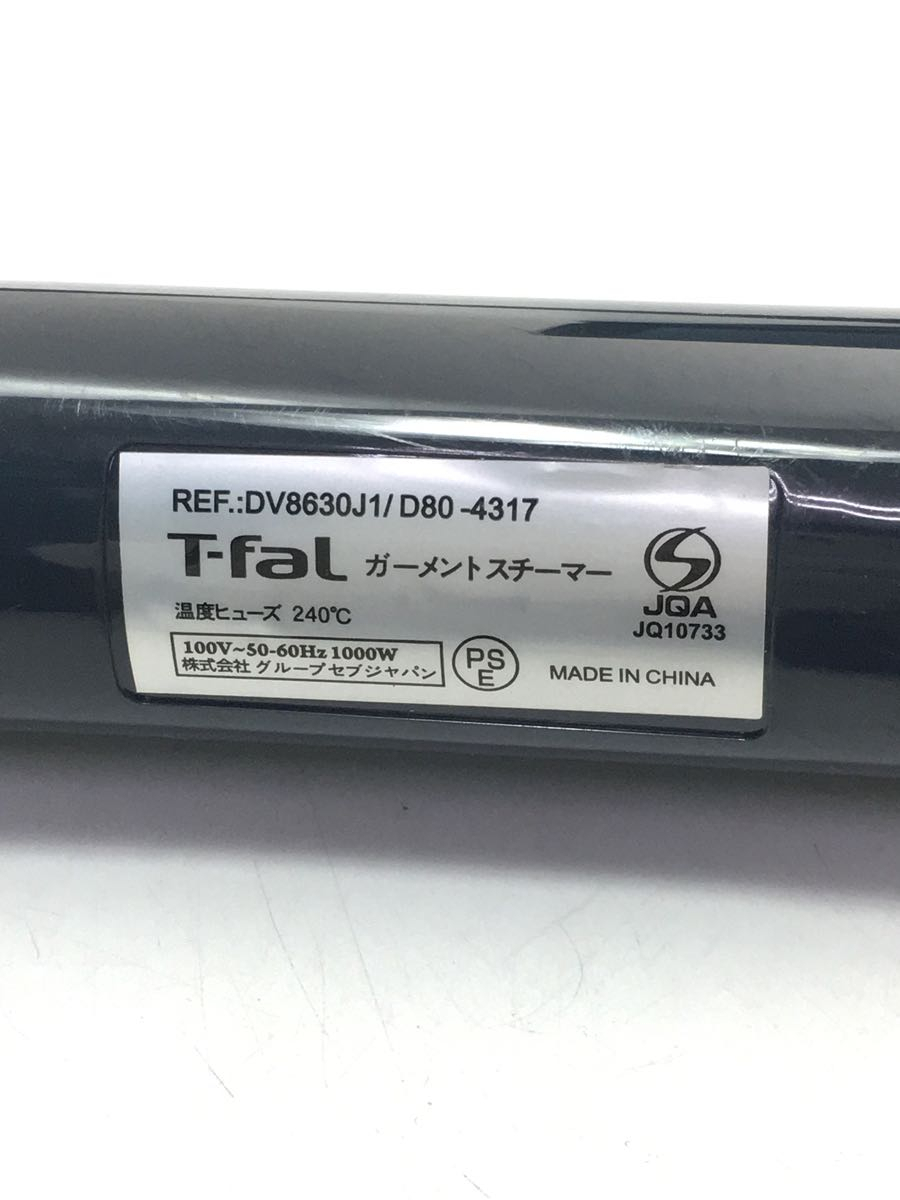 REF.:DV8630J1/D80-4317
T-faL ガーメントスチーマー
JQA
JQ10733
温度ヒューズ 240℃
100V~50-60Hz 1000W
株式会社 グループセブジャパン
PS
E
MADE IN CHINA